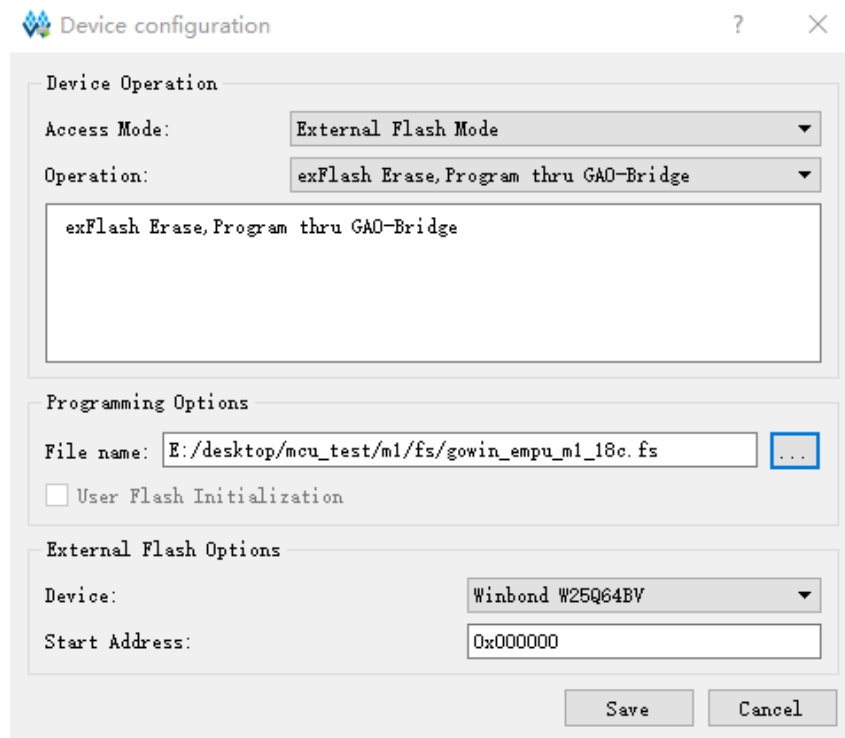 Device configuration
Device Operation
Access Mode: External Flash Mode
Operation: exFlash Erase,Program thru GAO-Bridge
exFlash Erase,Program thru GAO-Bridge
Programming Options
File name: E:/desktop/mcu_test/m1/fs/gowin_empu_m1_18c.fs ...
User Flash Initialization
External Flash Options
Device: Winbond W25Q64BV
Start Address: 0x000000
Save Cancel